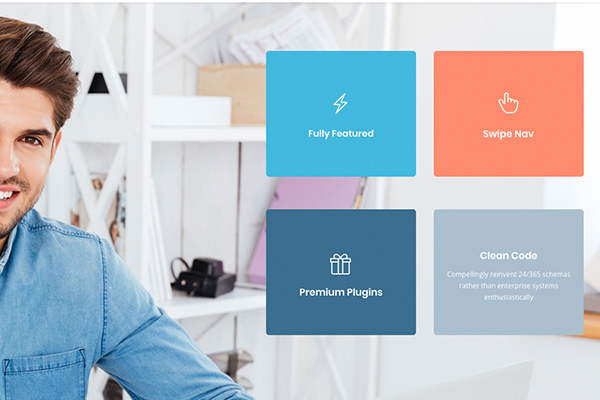 Fully Featured
Swipe Nav
Premium Plugins
Clean Code
Compellingly reinvent 24/365 schemas
rather than enterprise systems
enthusiastically